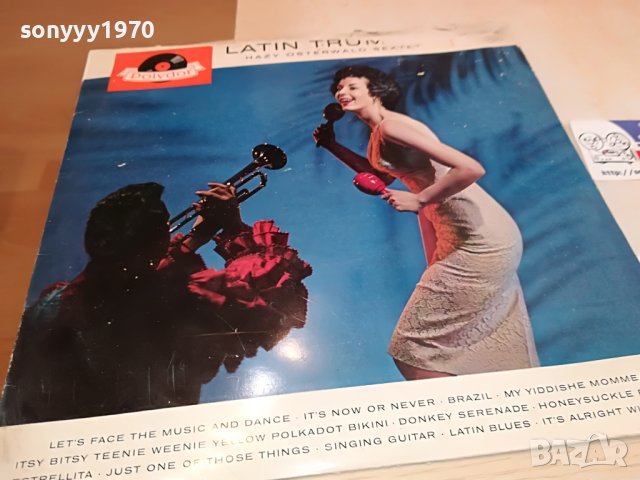 sonyyy1970
LATIN
HAZY OSTERWALD SEXTET
Polydor
http://
LET'S FACE THE MUSIC AND DANCE · IT'S NOW OR NEVER · BRAZIL · MY YIDDISHE MOMME
ITSY BITSY TEENIE WEENIE YELLOW POLKADOT BIKINI · DONKEY SERENADE · HONEYSUCKLE
ESTRELLITA · JUST ONE OF THOSE THINGS · SINGING GUITAR · LATIN BLUES · IT'S ALRIGHT
BAZAR
bg